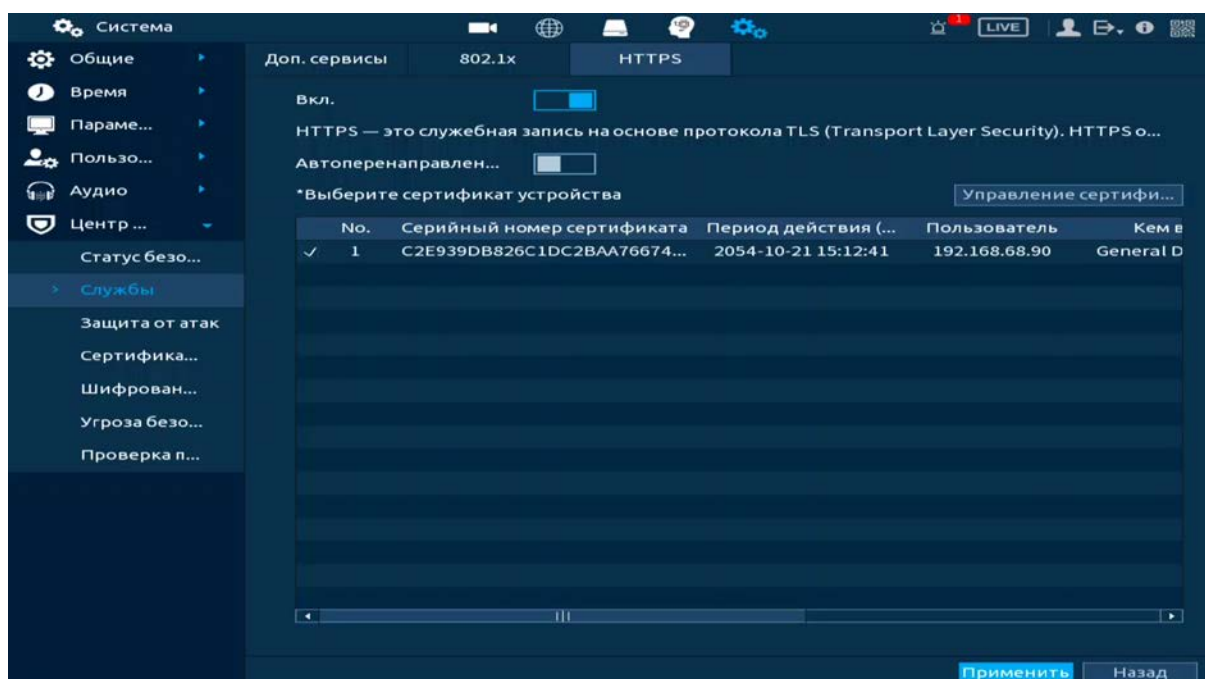 Система
1
LIVE
Общие
Время
Параме...
Пользо...
Аудио
Центр ...
Статус безо...
Службы
Защита от атак
Сертифика...
Шифрован...
Угроза безо...
Проверка п...
Доп. сервисы 802.1x HTTPS
Вкл.
HTTPS — это служебная запись на основе протокола TLS (Transport Layer Security). HTTPS о...
Автоперенаправлен...
*Выберите сертификат устройства
Управление сертифи...
No. Серийный номер сертификата Период действия (... Пользователь Кем в
1 C2E939DB826C1DC2BAA76674... 2054-10-21 15:12:41 192.168.68.90 General D
Применить Назад